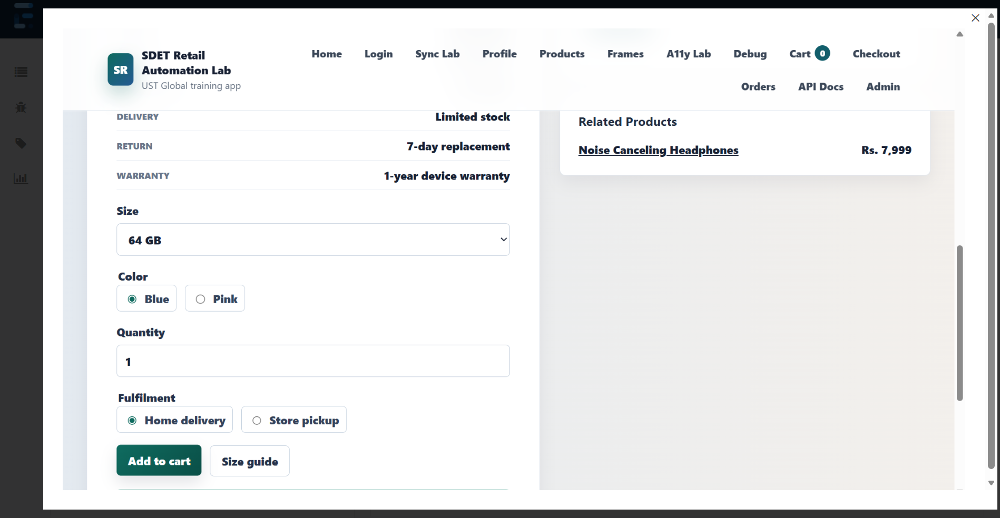 SR
SDET Retail
Automation Lab
UST Global training app
Home Login Sync Lab Profile Products Frames A11y Lab Debug Cart 0 Checkout
Orders API Docs Admin
DELIVERY Limited stock
RETURN 7-day replacement
WARRANTY 1-year device warranty
Size
64 GB
Color
Blue Pink
Quantity
1
Fulfilment
Home delivery Store pickup
Add to cart Size guide
Related Products
Noise Canceling Headphones Rs. 7,999